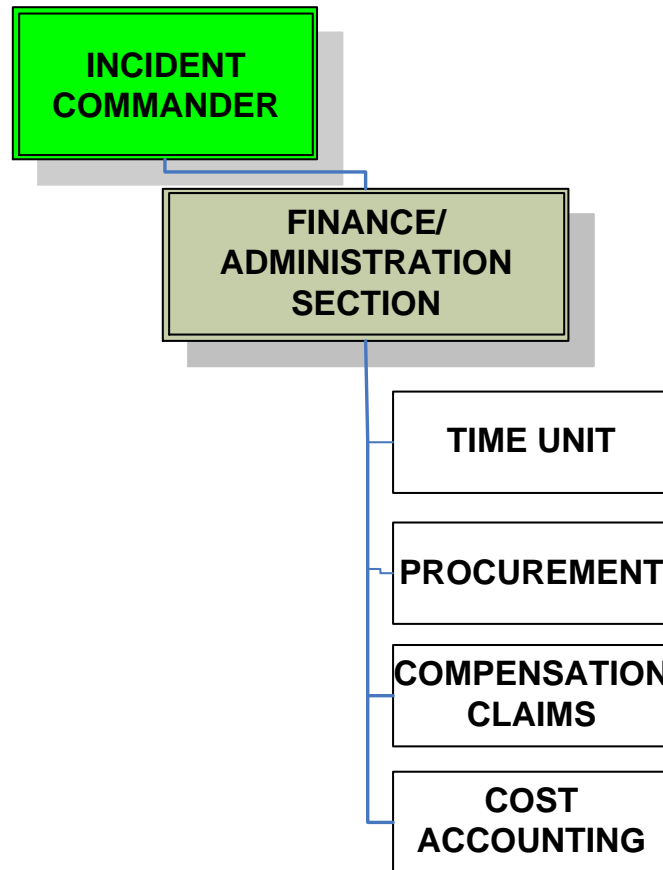 INCIDENT
COMMANDER
FINANCE/
ADMINISTRATION
SECTION
TIME UNIT
PROCUREMENT
COMPENSATION
CLAIMS
COST
ACCOUNTING